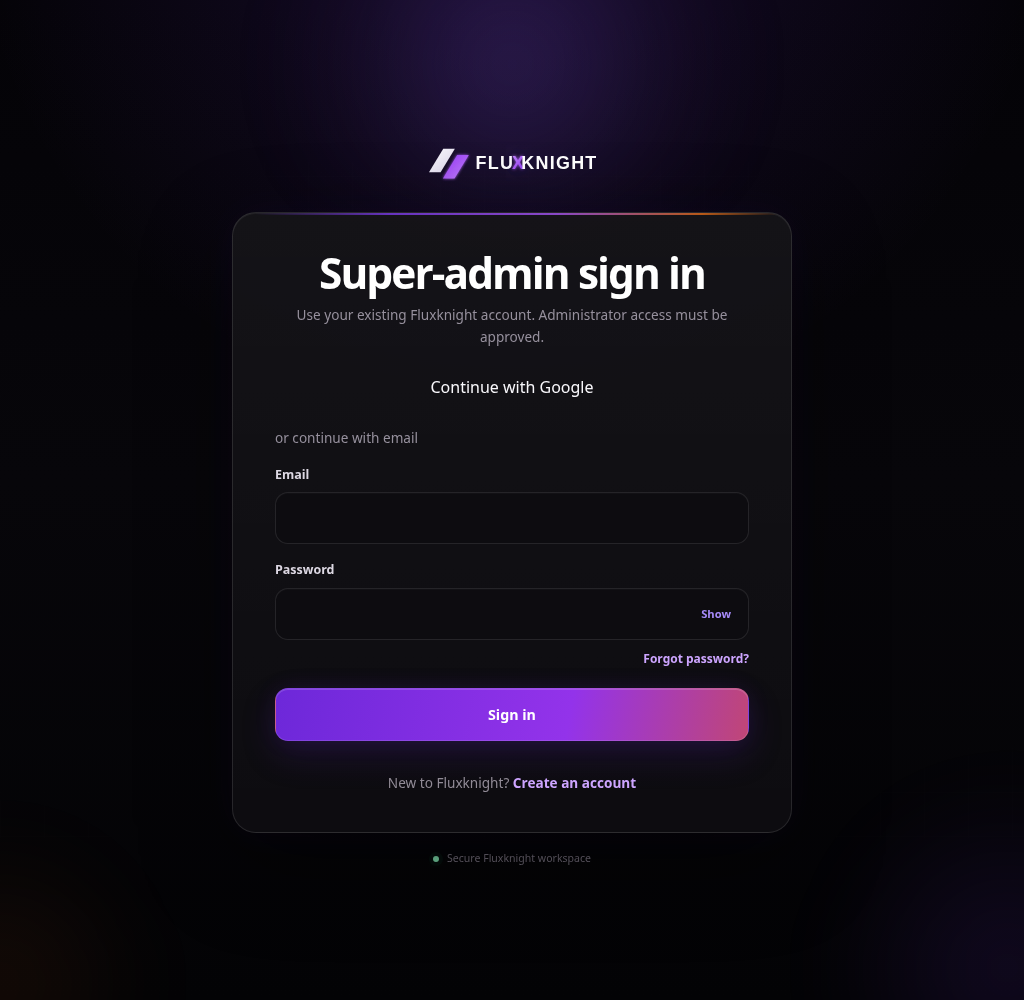 FLUXKNIGHT
Super-admin sign in
Use your existing Fluxknight account. Administrator access must be
approved.
Continue with Google
or continue with email
Email
Password
Show
Forgot password?
Sign in
New to Fluxknight? Create an account
Secure Fluxknight workspace